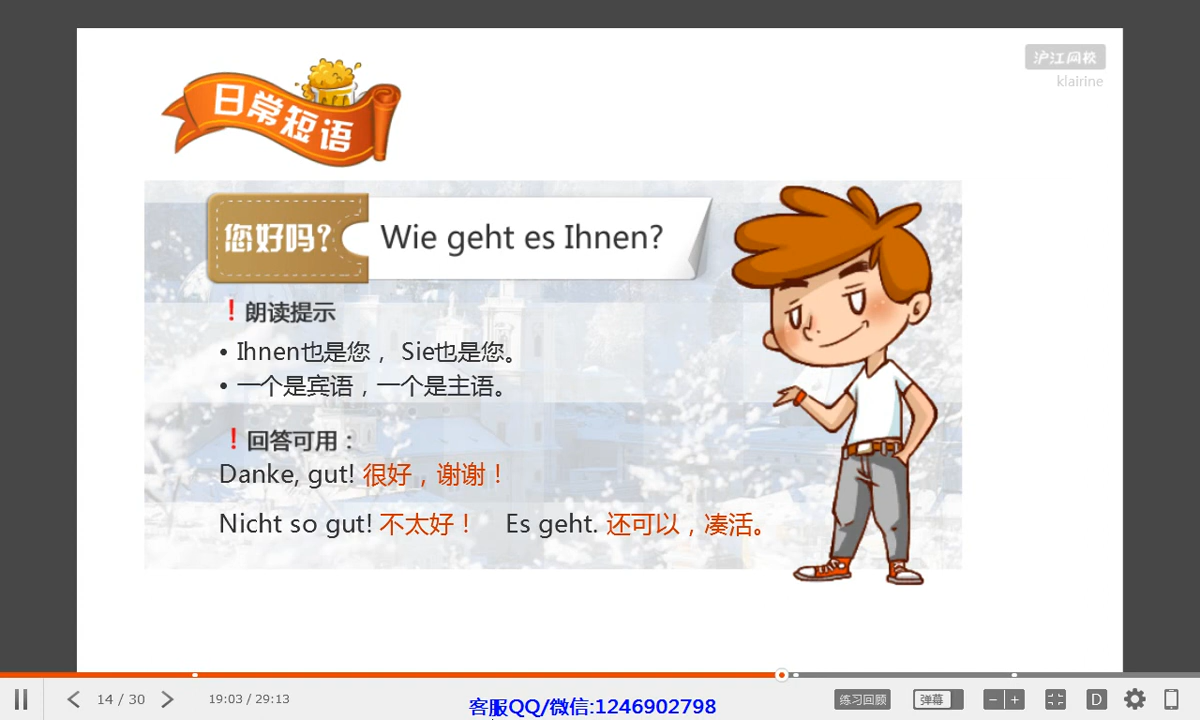 沪江网校
klairine
日常短语
您好吗?
Wie geht es Ihnen?
！朗读提示
• Ihnen也是您， Sie也是您。
• 一个是宾语，一个是主语。
！回答可用：
Danke, gut! 很好，谢谢！
Nicht so gut! 不太好！ Es geht. 还可以，凑活。
14 / 30
19:03 / 29:13
客服QQ/微信:1246902798
练习回顾
弹幕
D